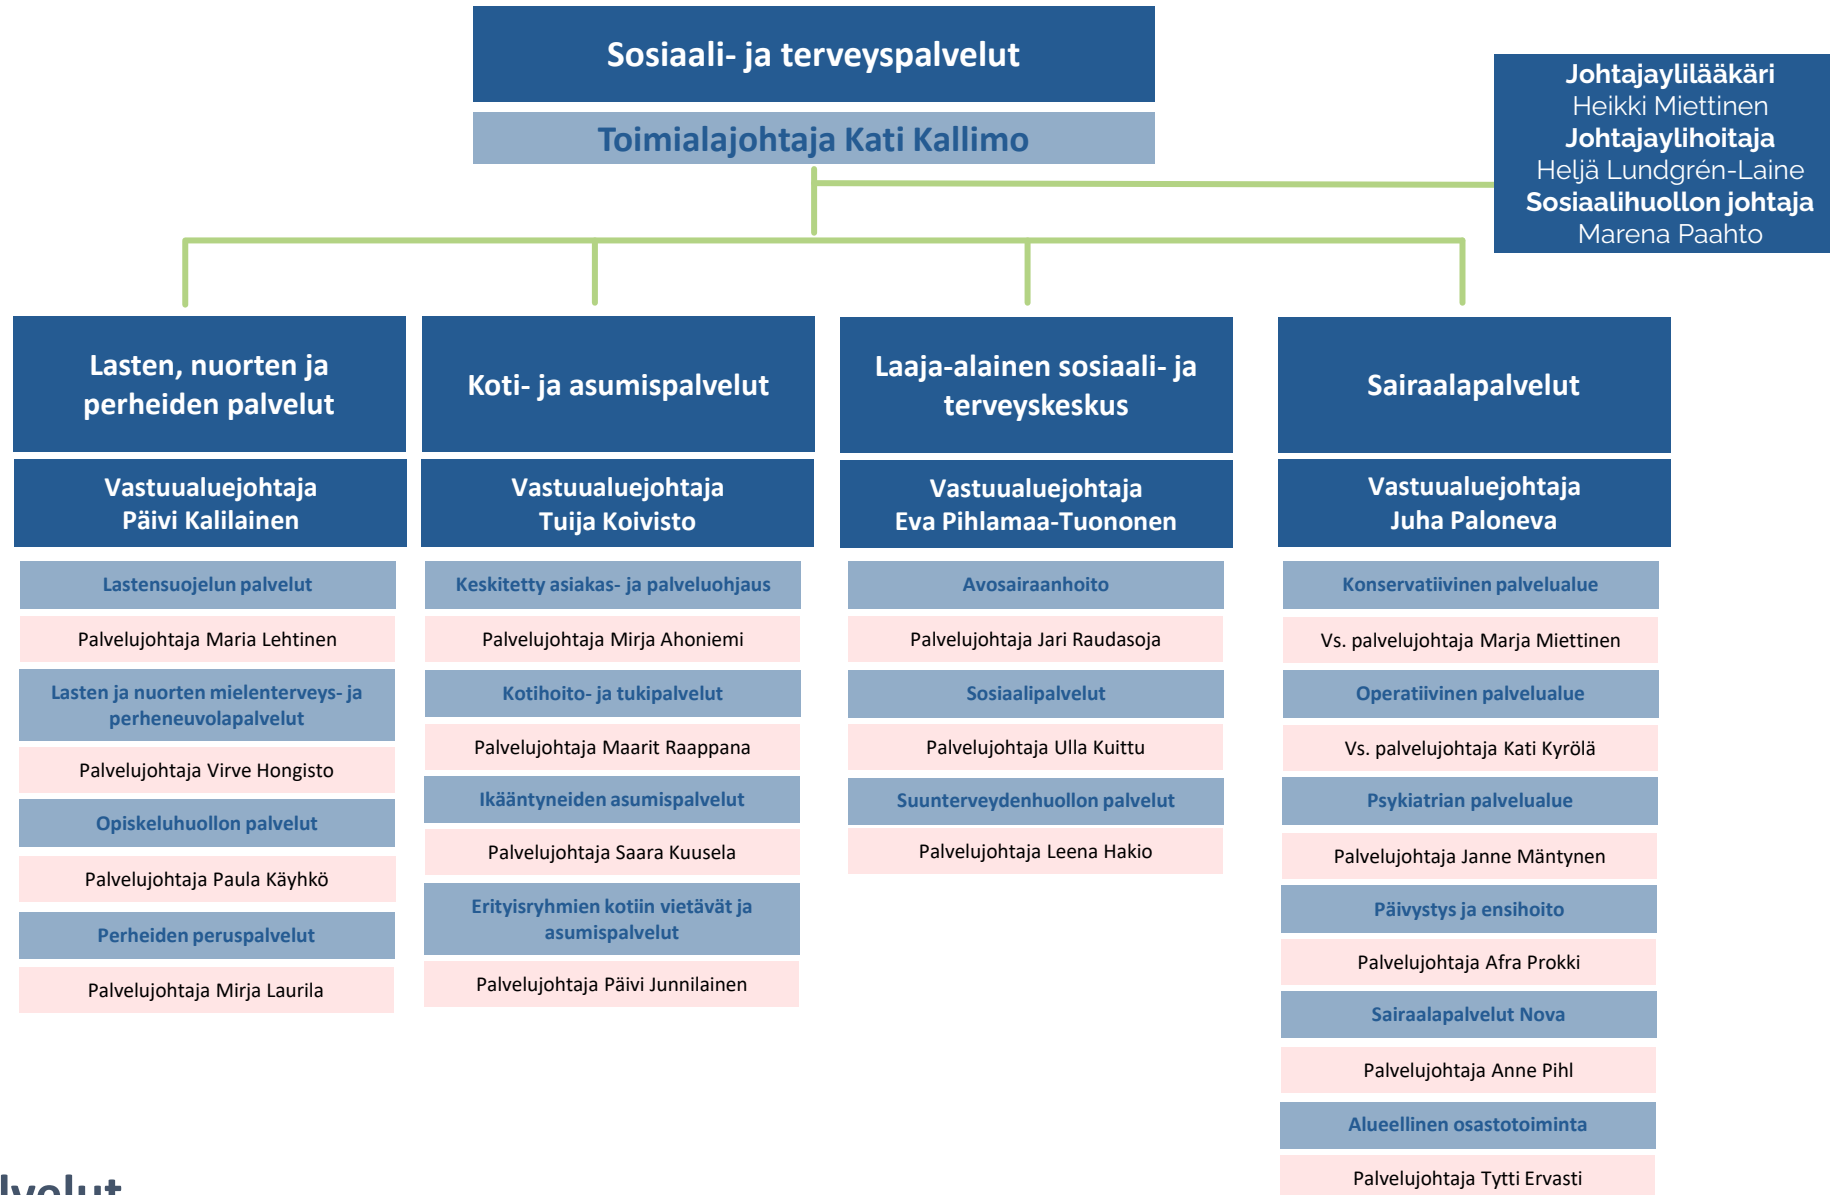 Sosiaali- ja terveyspalvelut
Toimialajohtaja Kati Kallimo
Johtajaylilääkäri
Heikki Miettinen
Johtajaylihoitaja
Heljä Lundgrén-Laine
Sosiaalihuollon johtaja
Marena Paahto
Lasten, nuorten ja
perheiden palvelut
Vastuualuejohtaja
Päivi Kalilainen
Lastensuojelun palvelut
Palvelujohtaja Maria Lehtinen
Lasten ja nuorten mielenterveys- ja
perheneuvolapalvelut
Palvelujohtaja Virve Hongisto
Opiskeluhuollon palvelut
Palvelujohtaja Paula Käyhkö
Perheiden peruspalvelut
Palvelujohtaja Mirja Laurila
Koti- ja asumispalvelut
Vastuualuejohtaja
Tuija Koivisto
Keskitetty asiakas- ja palveluohjaus
Palvelujohtaja Mirja Ahoniemi
Kotihoito- ja tukipalvelut
Palvelujohtaja Maarit Raappana
Ikääntyneiden asumispalvelut
Palvelujohtaja Saara Kuusela
Erityisryhmien kotiin vietävät ja
asumispalvelut
Palvelujohtaja Päivi Junnilainen
Laaja-alainen sosiaali- ja
terveyskeskus
Vastuualuejohtaja
Eva Pihlamaa-Tuononen
Avosairaanhoito
Palvelujohtaja Jari Raudasoja
Sosiaalipalvelut
Palvelujohtaja Ulla Kuittu
Suunterveydenhuollon palvelut
Palvelujohtaja Leena Hakio
Sairaalapalvelut
Vastuualuejohtaja
Juha Paloneva
Konservatiivinen palvelualue
Vs. palvelujohtaja Marja Miettinen
Operatiivinen palvelualue
Vs. palvelujohtaja Kati Kyrölä
Psykiatrian palvelualue
Palvelujohtaja Janne Mäntynen
Päivystys ja ensihoito
Palvelujohtaja Afra Prokki
Sairaalapalvelut Nova
Palvelujohtaja Anne Pihl
Alueellinen osastotoiminta
Palvelujohtaja Tytti Ervasti